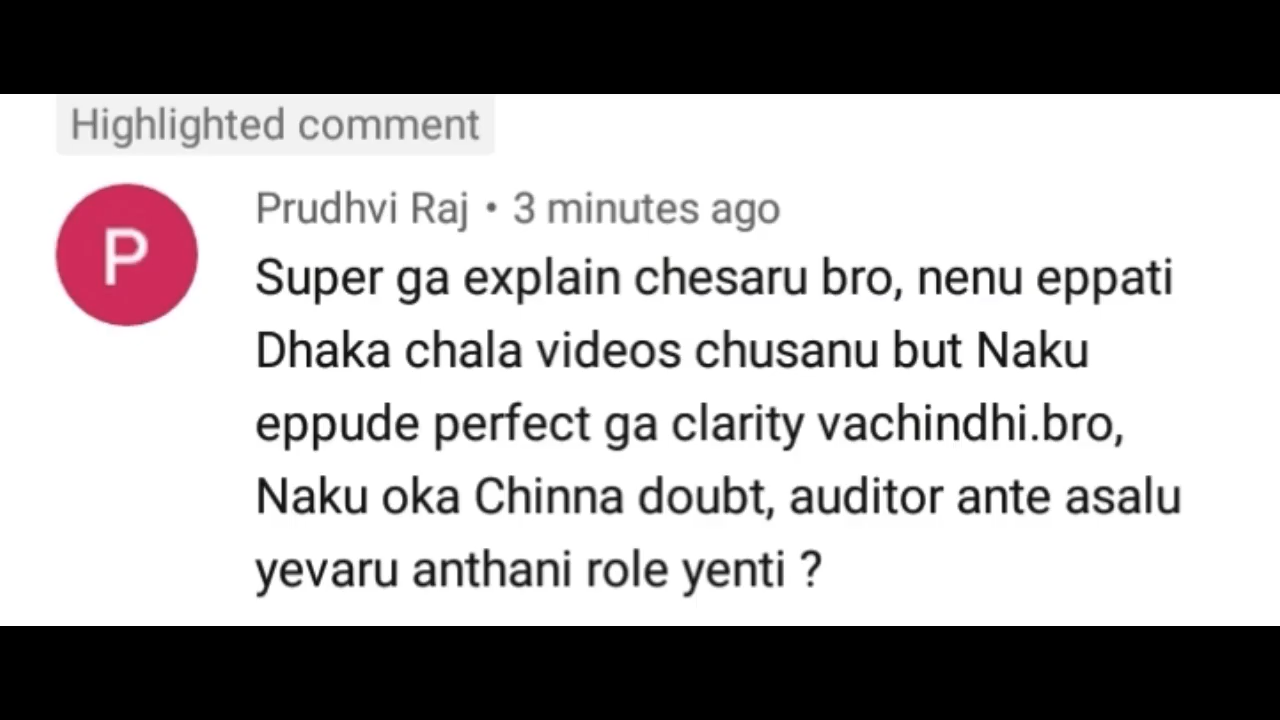 Highlighted comment
P
Prudhvi Raj • 3 minutes ago
Super ga explain chesaru bro, nenu eppati
Dhaka chala videos chusanu but Naku
eppude perfect ga clarity vachindhi.bro,
Naku oka Chinna doubt, auditor ante asalu
yevaru anthani role yenti ?